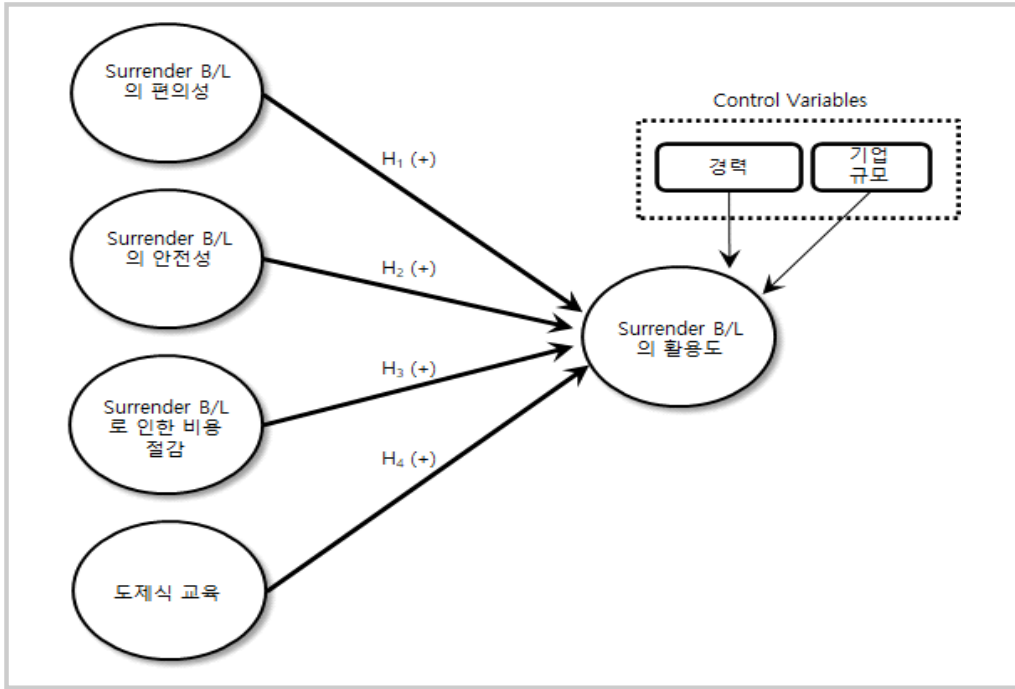 Surrender B/L
의 편의성
Control Variables
H₁ (+)
경력
기업
규모
Surrender B/L
의 안전성
H₂ (+)
Surrender B/L
의 활용도
H₃ (+)
Surrender B/L
로 인한 비용
절감
H₄ (+)
도제식 교육